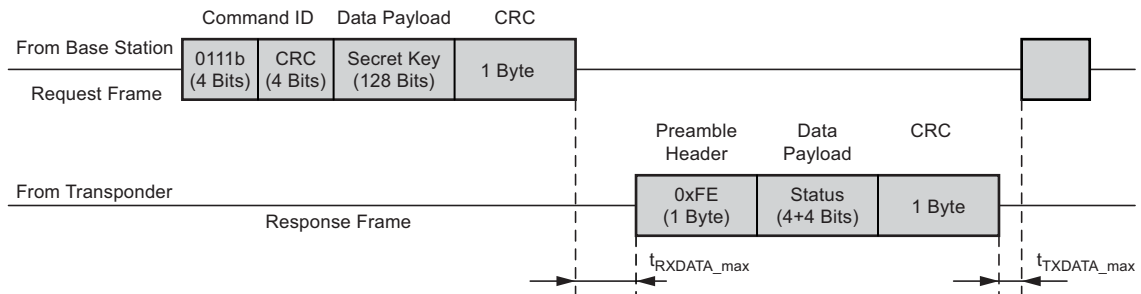 Command ID
Data Payload
CRC
From Base Station
Request Frame
0111b
(4 Bits)
CRC
(4 Bits)
Secret Key
(128 Bits)
1 Byte
Preamble
Header
Data
Payload
CRC
From Transponder
Response Frame
0xFE
(1 Byte)
Status
(4+4 Bits)
1 Byte
tRXDATA_max
tTXDATA_max